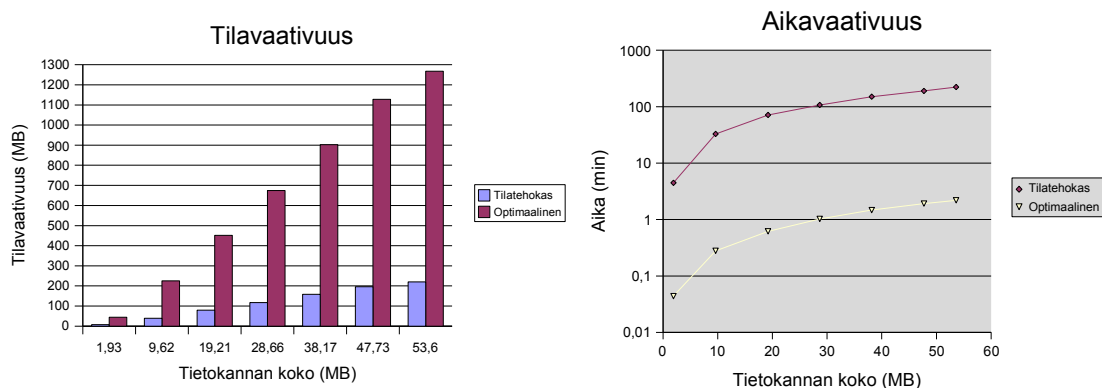 Tilavaativuus
Tilavaativuus (MB)
1300
1200
1100
1000
900
800
700
600
500
400
300
200
100
0
1,93 9,62 19,21 28,66 38,17 47,73 53,6
Tietokannan koko (MB)
Tilatehokas
Optimaalinen
Aikavaativuus
Aika (min)
1000
100
10
1
0,1
0,01
0 10 20 30 40 50 60
Tietokannan koko (MB)
Tilatehokas
Optimaalinen